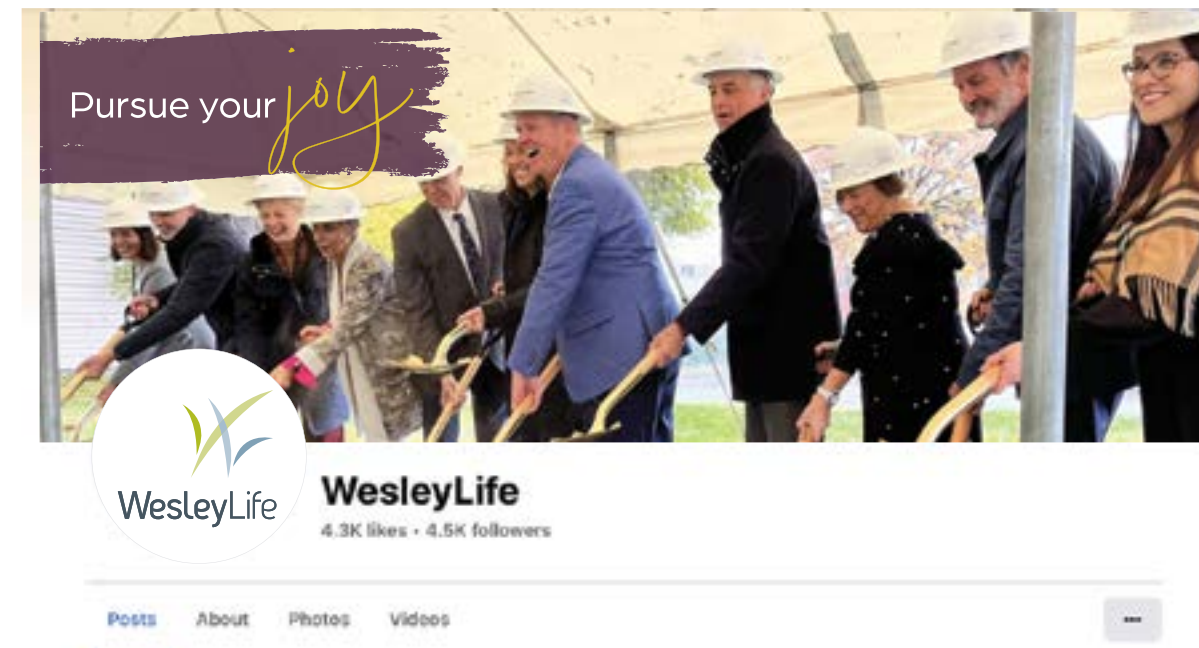 Pursue your joy
WesleyLife
WesleyLife
4.3K likes • 4.5K followers
Posts About Photos Videos
...